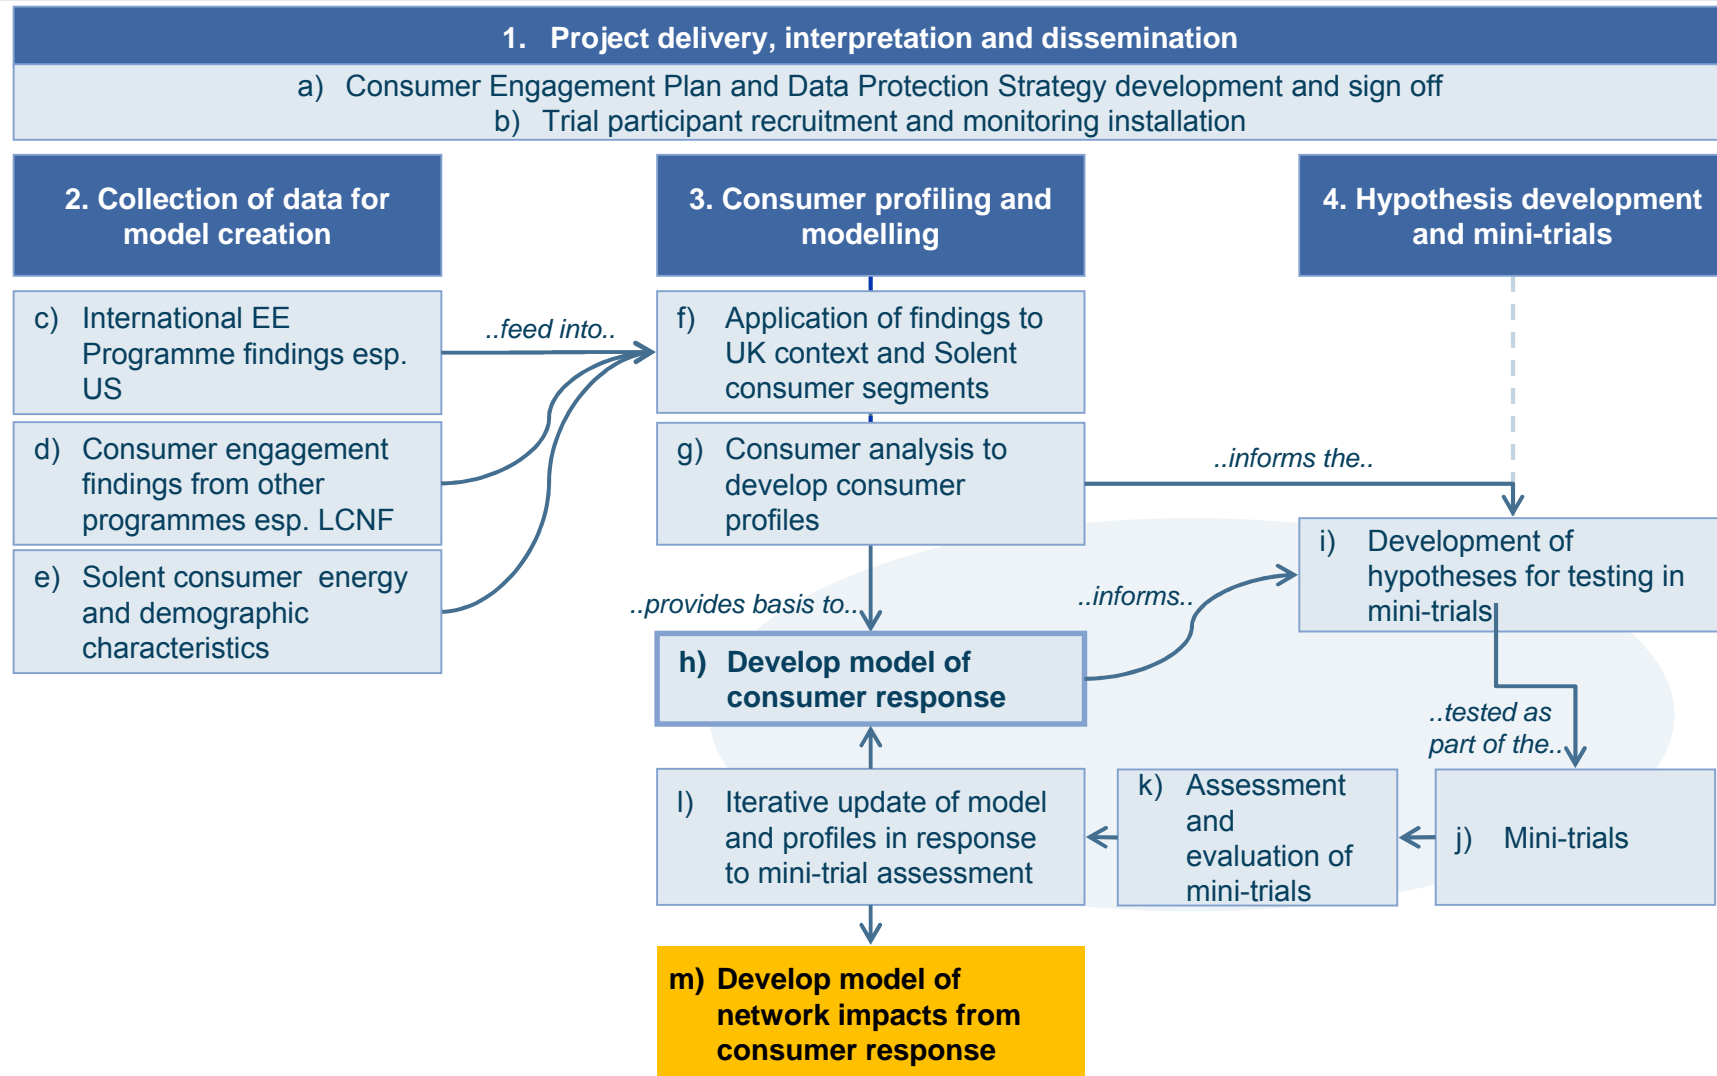 1. Project delivery, interpretation and dissemination
a) Consumer Engagement Plan and Data Protection Strategy development and sign off
b) Trial participant recruitment and monitoring installation
2. Collection of data for
model creation
3. Consumer profiling and
modelling
4. Hypothesis development
and mini-trials
c) International EE
Programme findings esp.
US
..feed into..
f) Application of findings to
UK context and Solent
consumer segments
d) Consumer engagement
findings from other
programmes esp. LCNF
g) Consumer analysis to
develop consumer
profiles
..informs the..
e) Solent consumer energy
and demographic
characteristics
..provides basis to..
..informs..
i) Development of
hypotheses for testing in
mini-trials
h) Develop model of
consumer response
..tested as
part of the..
l) Iterative update of model
and profiles in response
to mini-trial assessment
k) Assessment
and
evaluation of
mini-trials
j) Mini-trials
m) Develop model of
network impacts from
consumer response